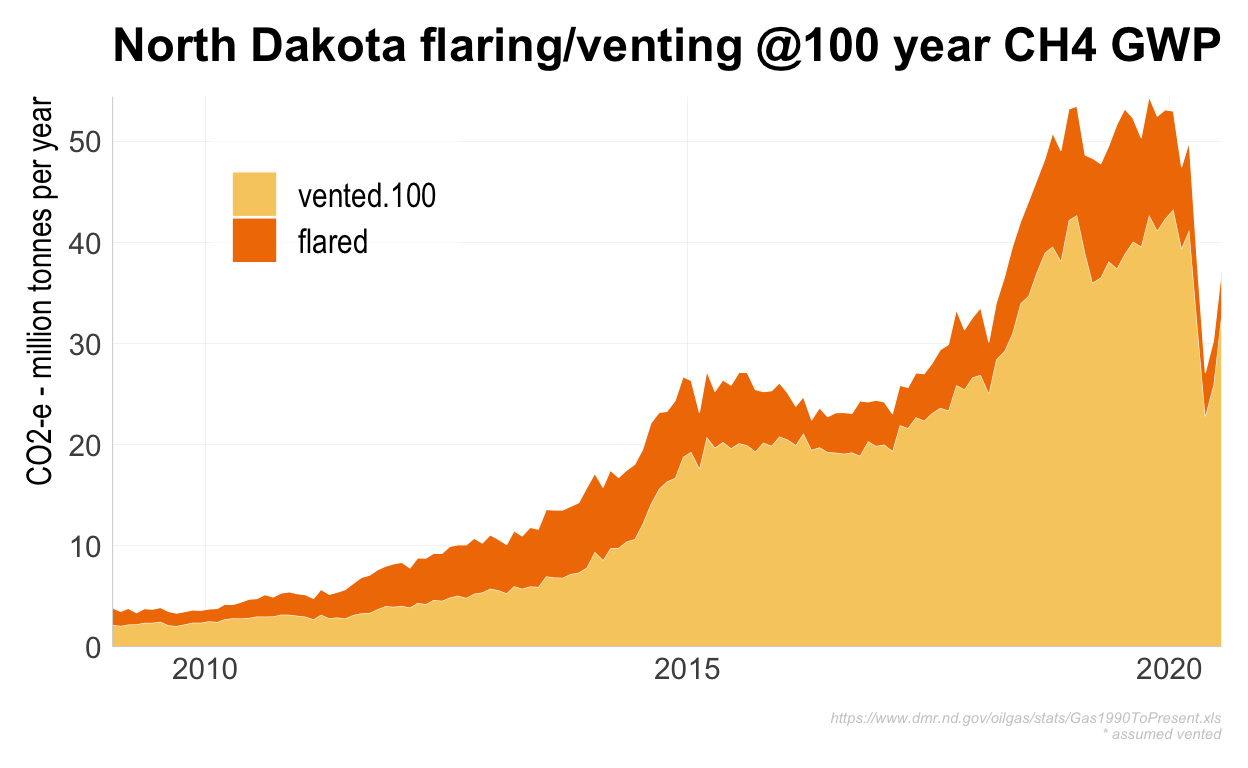 North Dakota flaring/venting @100 year CH4 GWP
CO2-e - million tonnes per year
50
40
30
20
10
0
vented.100
flared
2010
2015
2020
https://www.dmr.nd.gov/oilgas/stats/Gas1990ToPresent.xls
* assumed vented